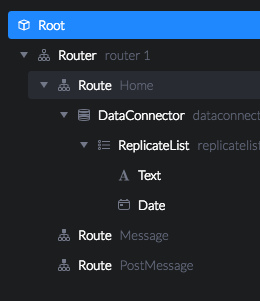 Root
Router router 1
Route Home
DataConnector dataconnect
ReplicateList replicatelist
A Text
Date
Route Message
Route PostMessage